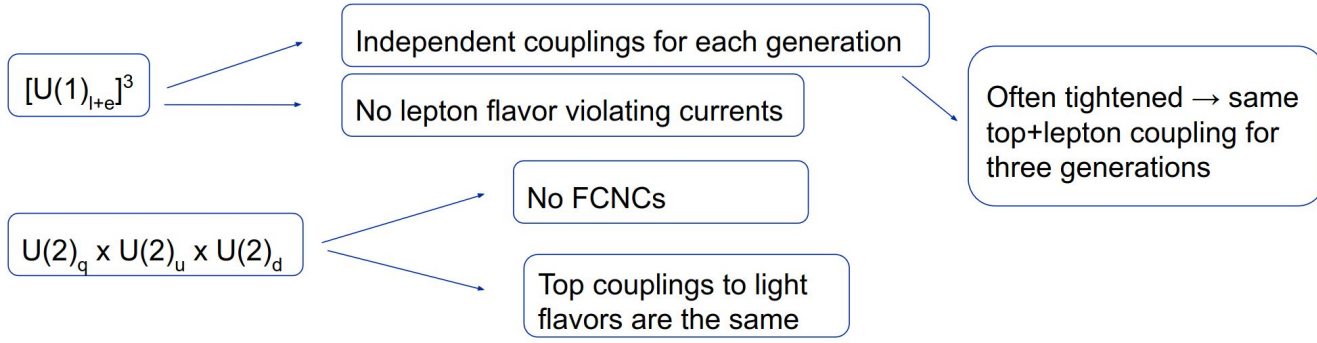 [U(1)l+e]3
Independent couplings for each generation
No lepton flavor violating currents
Often tightened → same
top+lepton coupling for
three generations
U(2)q x U(2)u x U(2)d
No FCNCs
Top couplings to light
flavors are the same